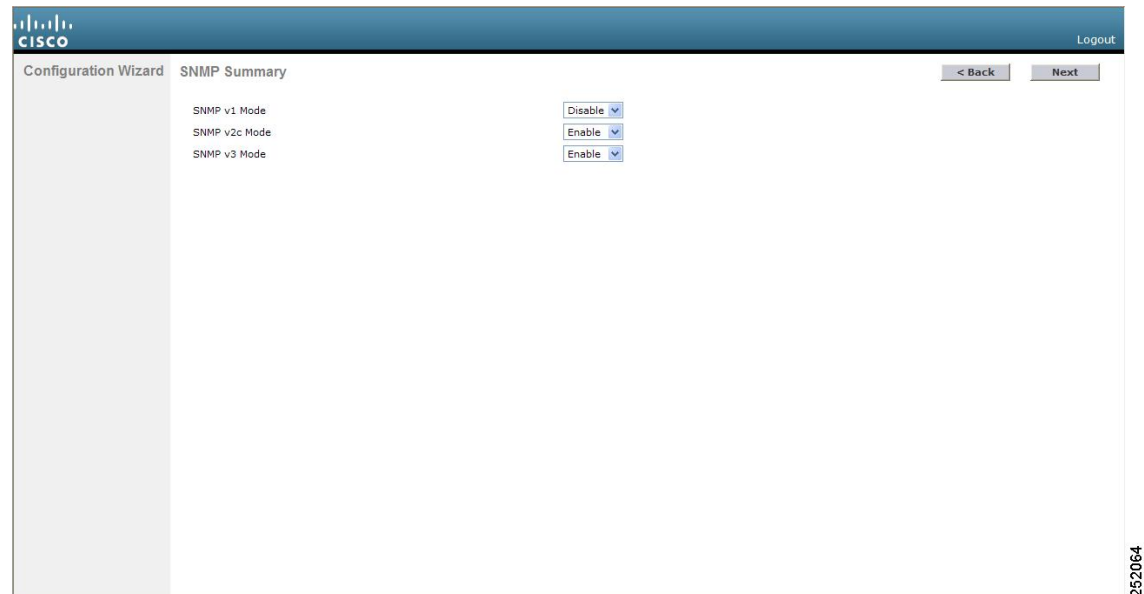 CISCO
Logout
Configuration Wizard
SNMP Summary
< Back
Next
SNMP v1 Mode
Disable
SNMP v2c Mode
Enable
SNMP v3 Mode
Enable
252064